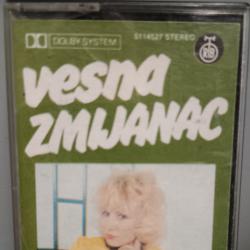 DOLBY SYSTEM 5114527 STEREO
vesna
ZMIJANAC